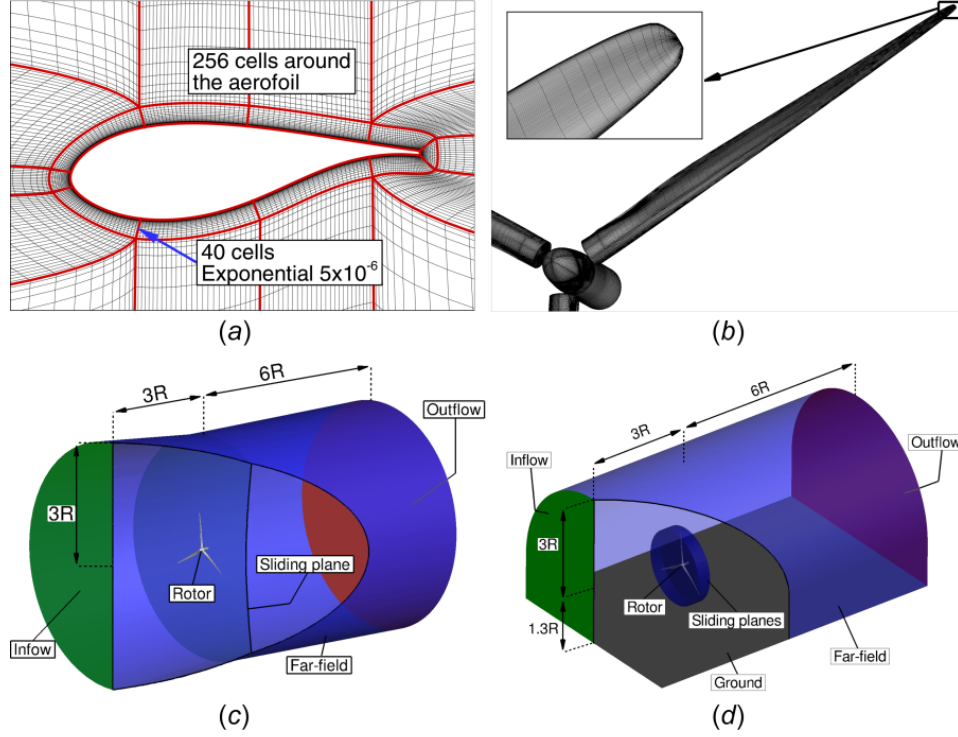 256 cells around
the aerofoil
40 cells
Exponential 5x10⁻⁶
(a)
(b)
3R
6R
Outflow
3R
Rotor
Sliding plane
Inflow
Far-field
(c)
6R
3R
Inflow
Outflow
3R
Rotor
Sliding planes
1.3R
Far-field
Ground
(d)